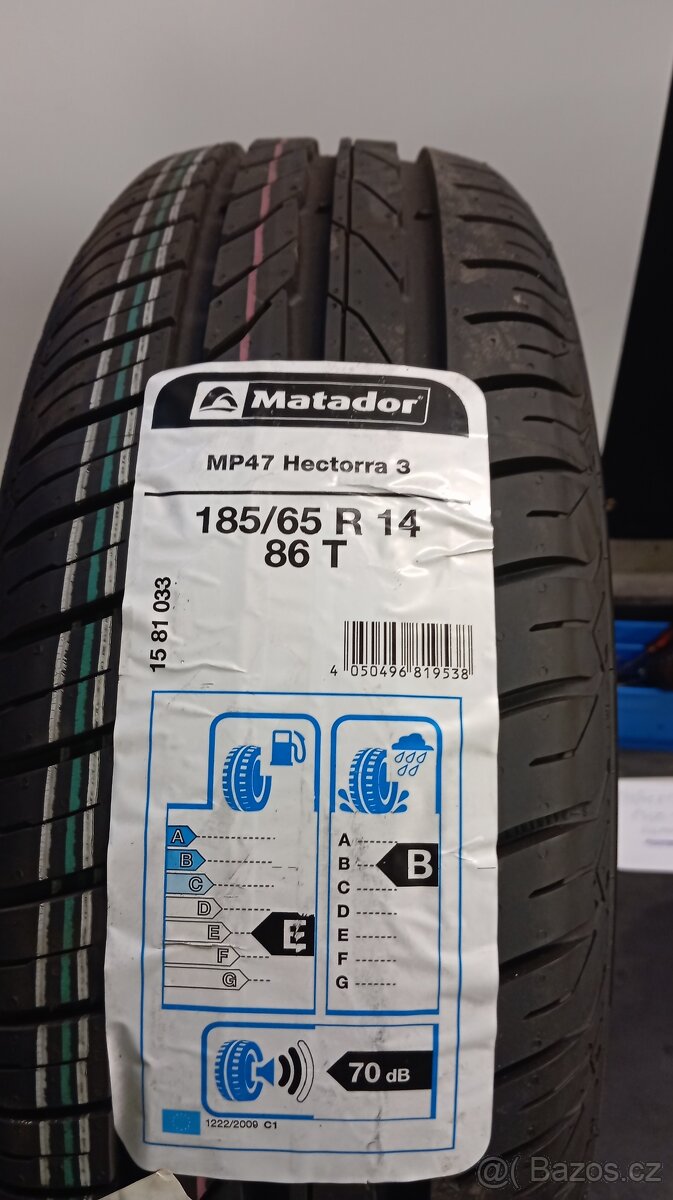 Matador
MP47 Hectorra 3
185/65 R 14
86 T
15 81 033
4 050496 819538
A
B
C
D
E
F
G
E
A
B
C
D
E
F
G
B
70 dB
1222/2009 C1
@( Bazoš.cz